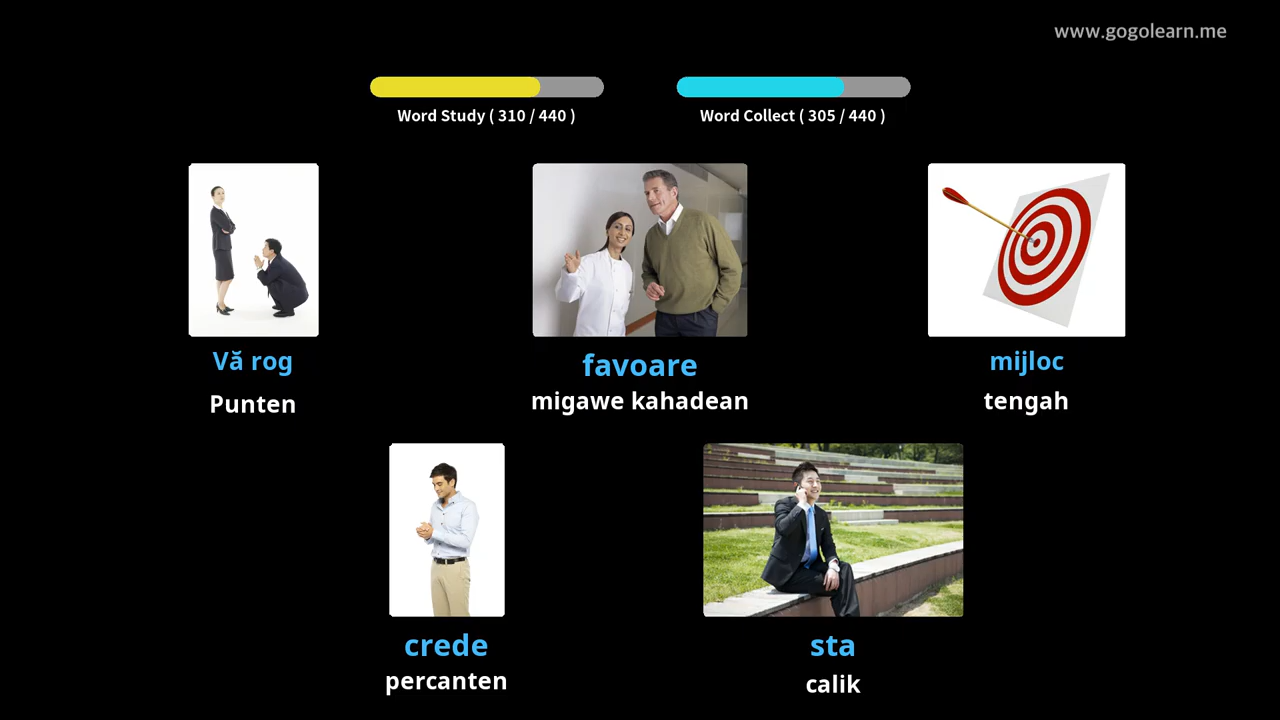 www.gogolearn.me
Word Study ( 310 / 440 )
Word Collect ( 305 / 440 )
Vă rog
Punten
favoare
migawe kahadean
mijloc
tengah
crede
percanten
sta
calik